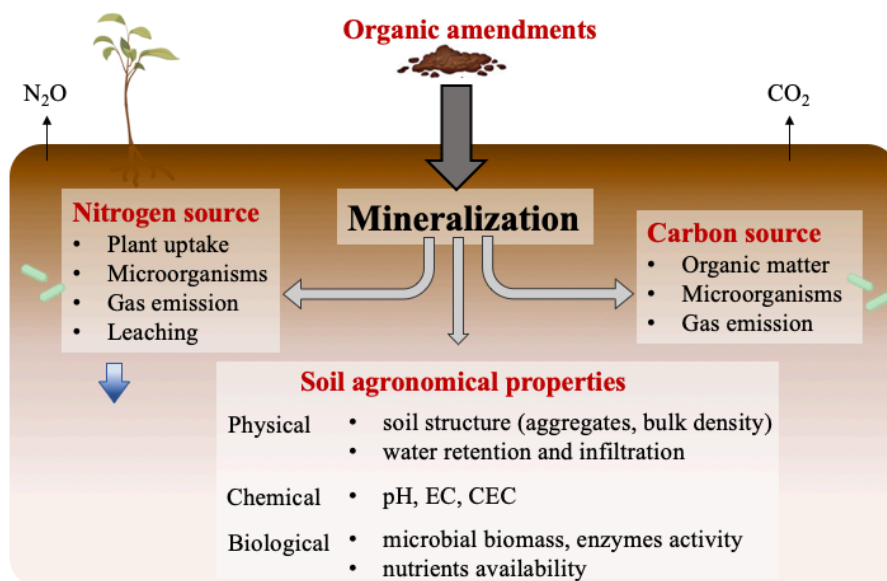 Organic amendments
N₂O
CO₂
Mineralization
Nitrogen source
• Plant uptake
• Microorganisms
• Gas emission
• Leaching
Carbon source
• Organic matter
• Microorganisms
• Gas emission
Soil agronomical properties
Physical • soil structure (aggregates, bulk density)
• water retention and infiltration
Chemical • pH, EC, CEC
Biological • microbial biomass, enzymes activity
• nutrients availability